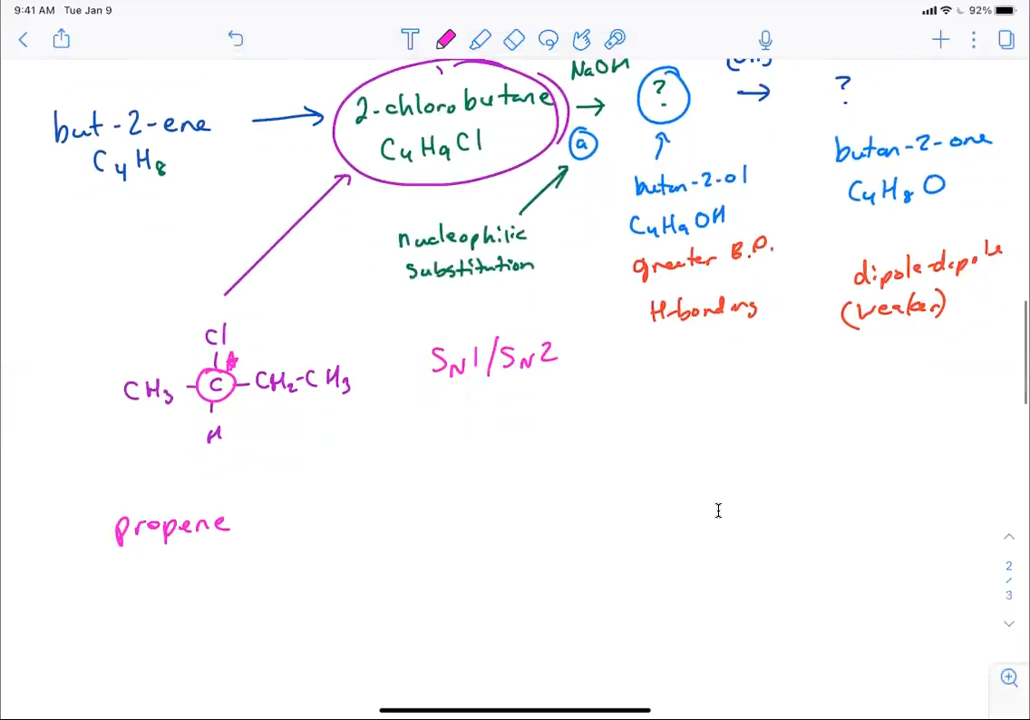 9:41 AM Tue Jan 9
92%
NaOH
but-2-ene
C4H8
2-chlorobutane
C4H9Cl
?
?
a
butan-2-ol
C4H9OH
greater B.P.
H-bonding
butan-2-one
C4H8O
dipole-dipole
(weaker)
nucleophilic
substitution
Cl
CH3 - C - CH2-CH3
H
SN1/SN2
propene
2
/
3